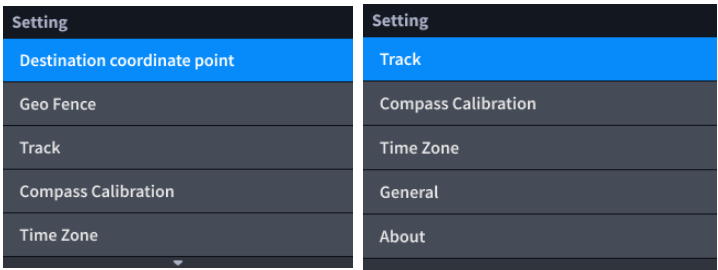 Setting
Destination coordinate point
Geo Fence
Track
Compass Calibration
Time Zone
Setting
Track
Compass Calibration
Time Zone
General
About